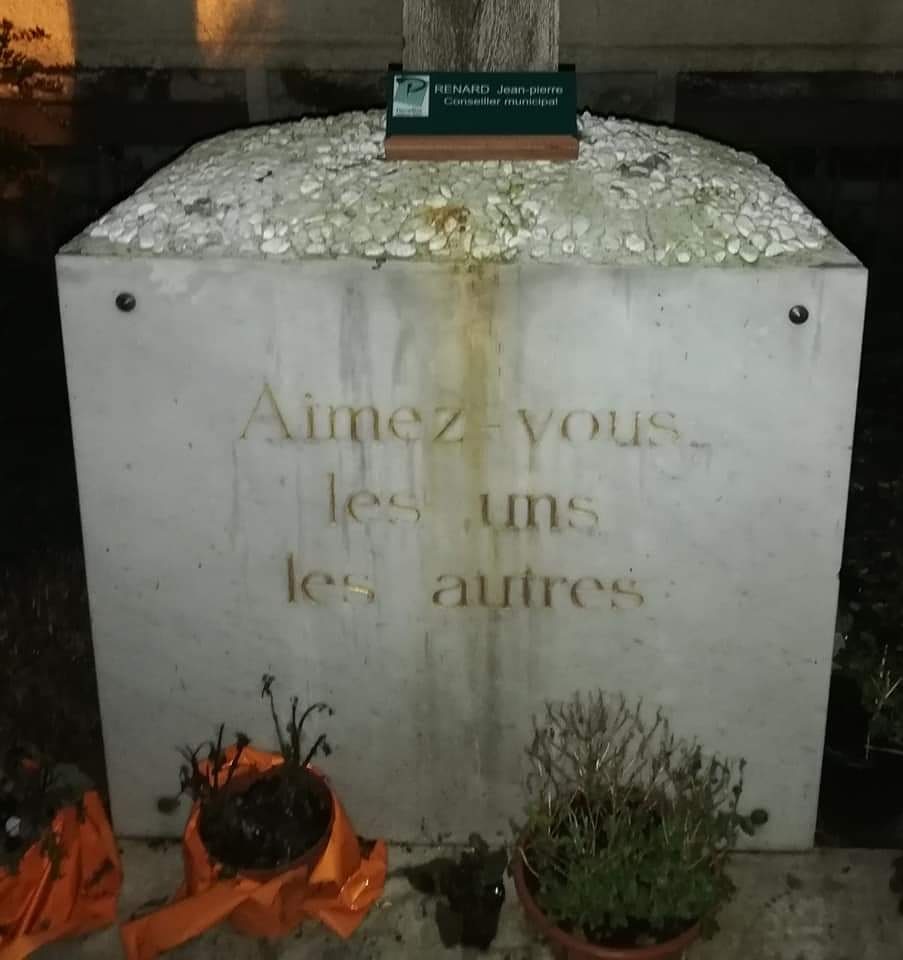 RENARD Jean-pierre
Conseiller municipal
Aimez-vous
les uns
les autres